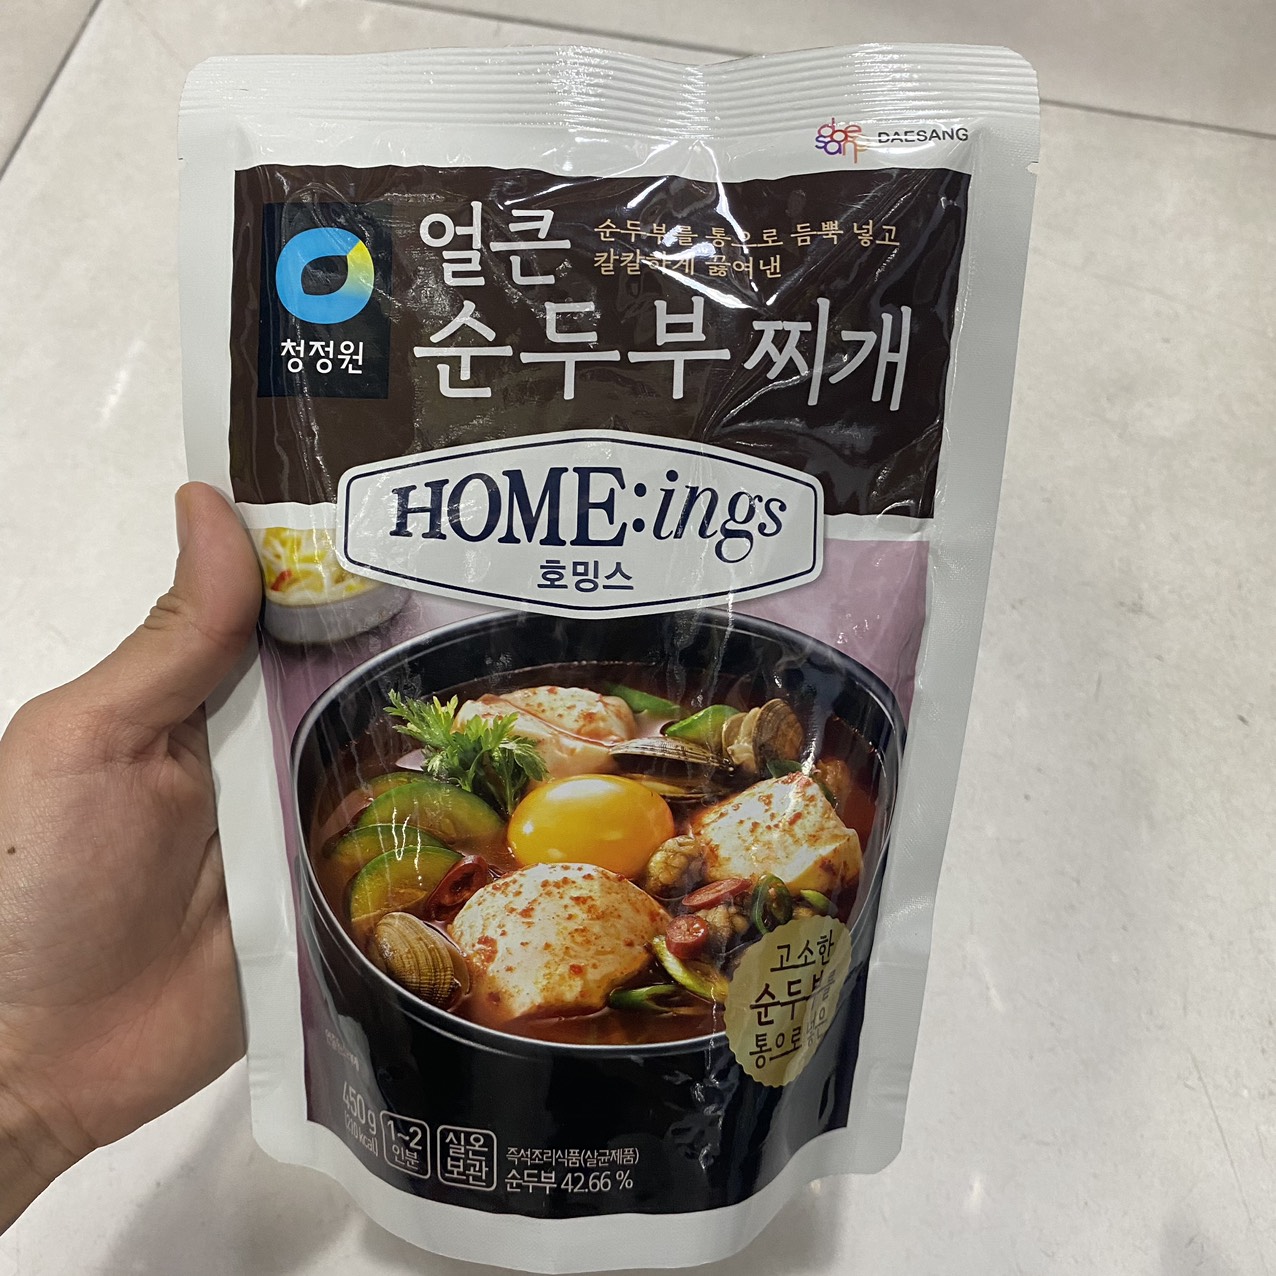 DAESANG
얼큰
순두부를 통으로 듬뿍 넣고
칼칼하게 끓여낸
순두부 찌개
청정원
HOME:ings
호밍스
고소한
순두부를
통으로 넣은
450g
1~2
인분
실온
보관
즉석조리식품(살균제품)
순두부 42.66 %